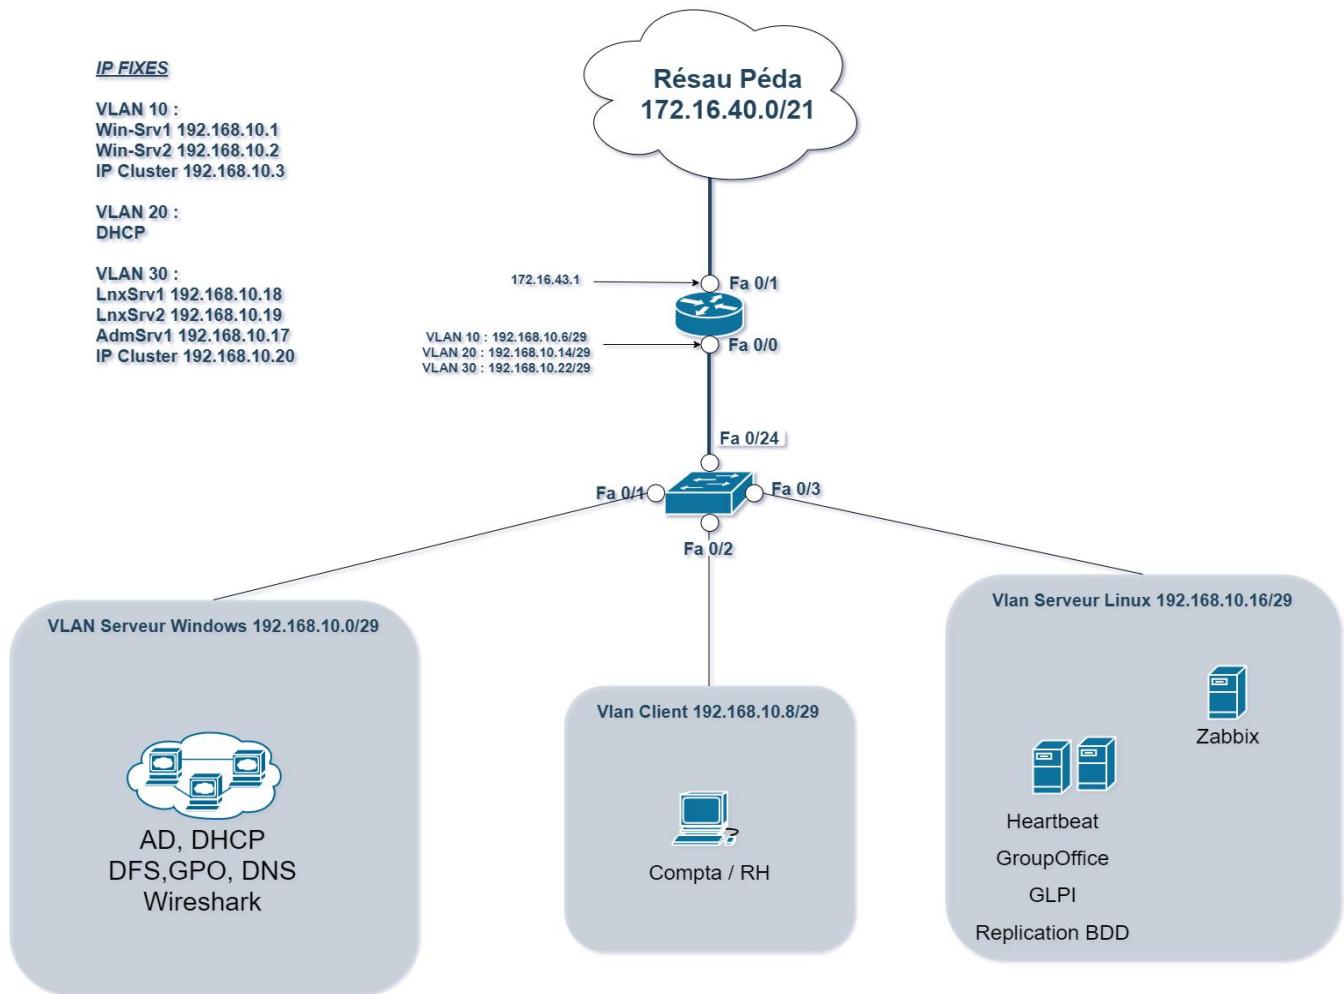 IP FIXES
VLAN 10 :
Win-Srv1 192.168.10.1
Win-Srv2 192.168.10.2
IP Cluster 192.168.10.3
VLAN 20 :
DHCP
VLAN 30 :
LnxSrv1 192.168.10.18
LnxSrv2 192.168.10.19
AdmSrv1 192.168.10.17
IP Cluster 192.168.10.20
Résau Péda
172.16.40.0/21
172.16.43.1
Fa 0/1
VLAN 10 : 192.168.10.6/29
VLAN 20 : 192.168.10.14/29
VLAN 30 : 192.168.10.22/29
Fa 0/0
Fa 0/24
Fa 0/1
Fa 0/3
Fa 0/2
VLAN Serveur Windows 192.168.10.0/29
AD, DHCP
DFS,GPO, DNS
Wireshark
Vlan Client 192.168.10.8/29
Compta / RH
Vlan Serveur Linux 192.168.10.16/29
Zabbix
Heartbeat
GroupOffice
GLPI
Replication BDD